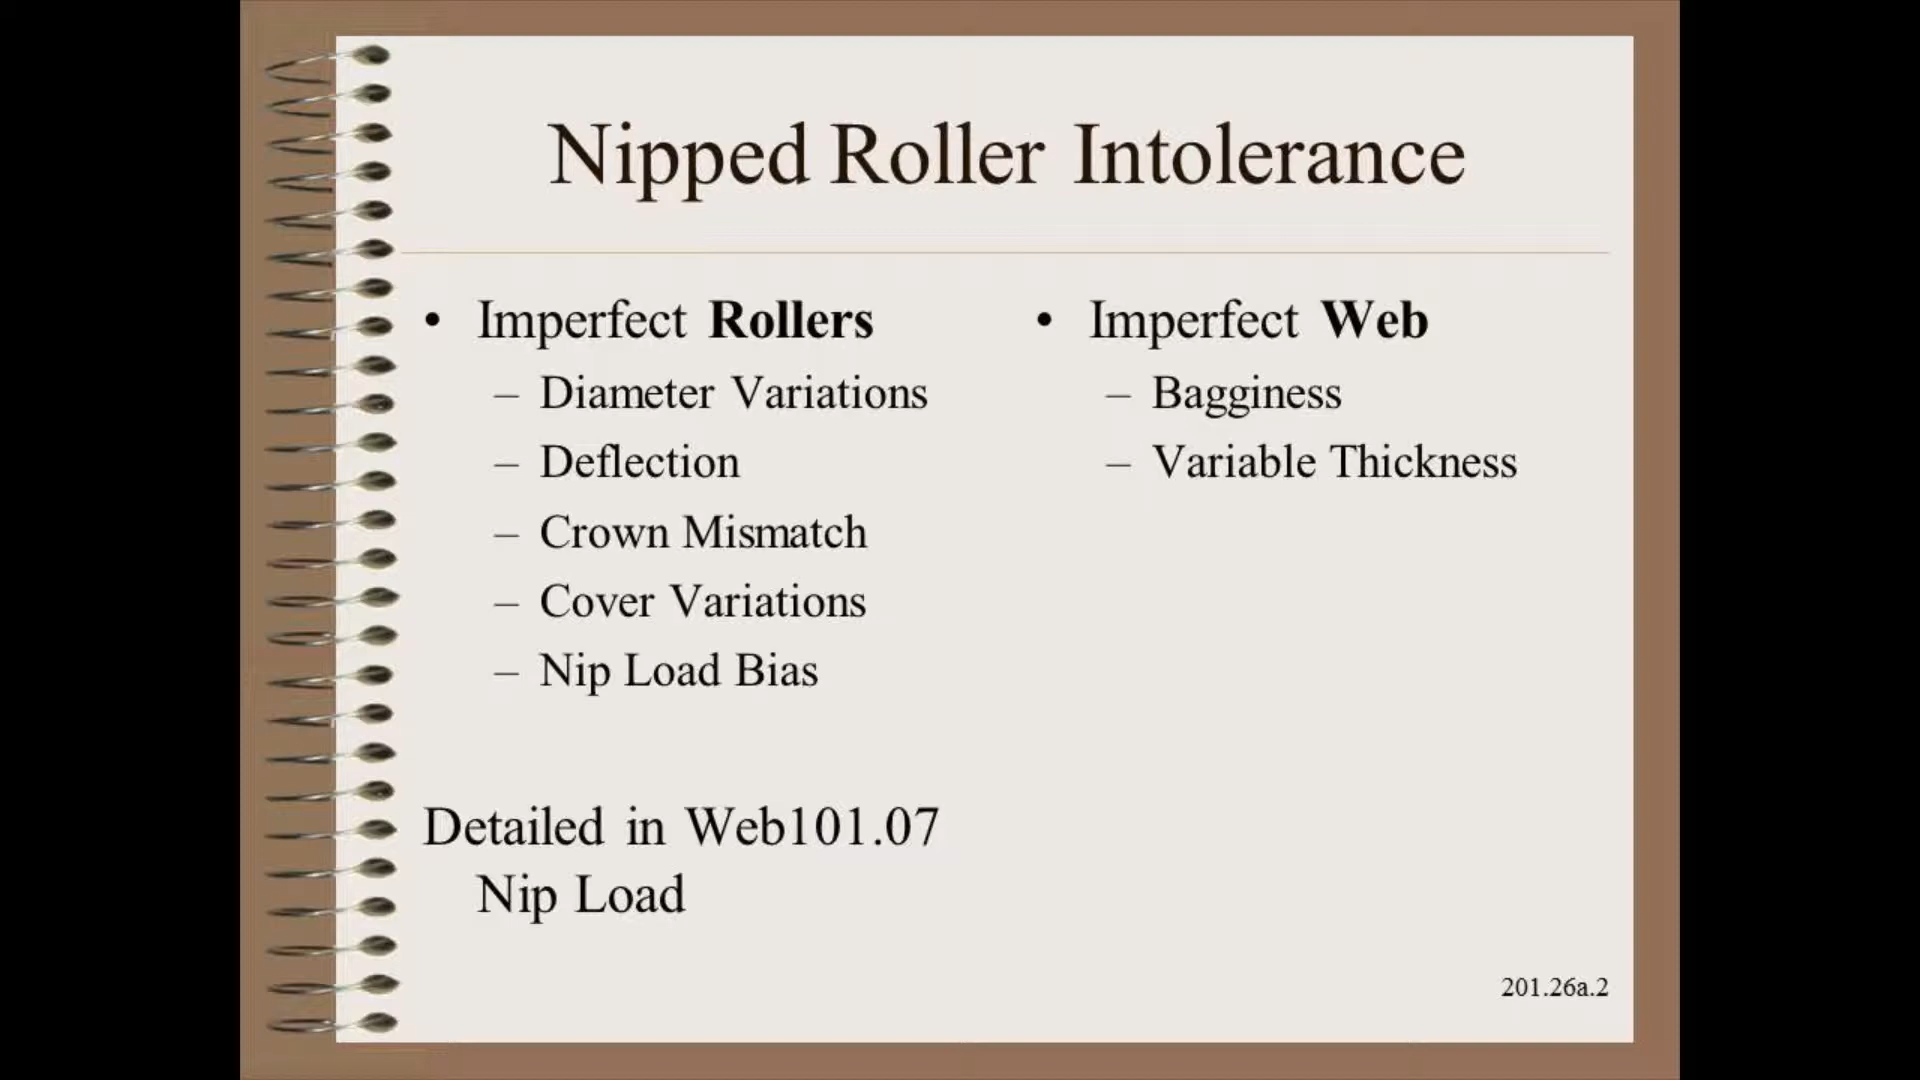 Nipped Roller Intolerance
• Imperfect Rollers
– Diameter Variations
– Deflection
– Crown Mismatch
– Cover Variations
– Nip Load Bias
Detailed in Web101.07
Nip Load
• Imperfect Web
– Bagginess
– Variable Thickness
201.26a.2